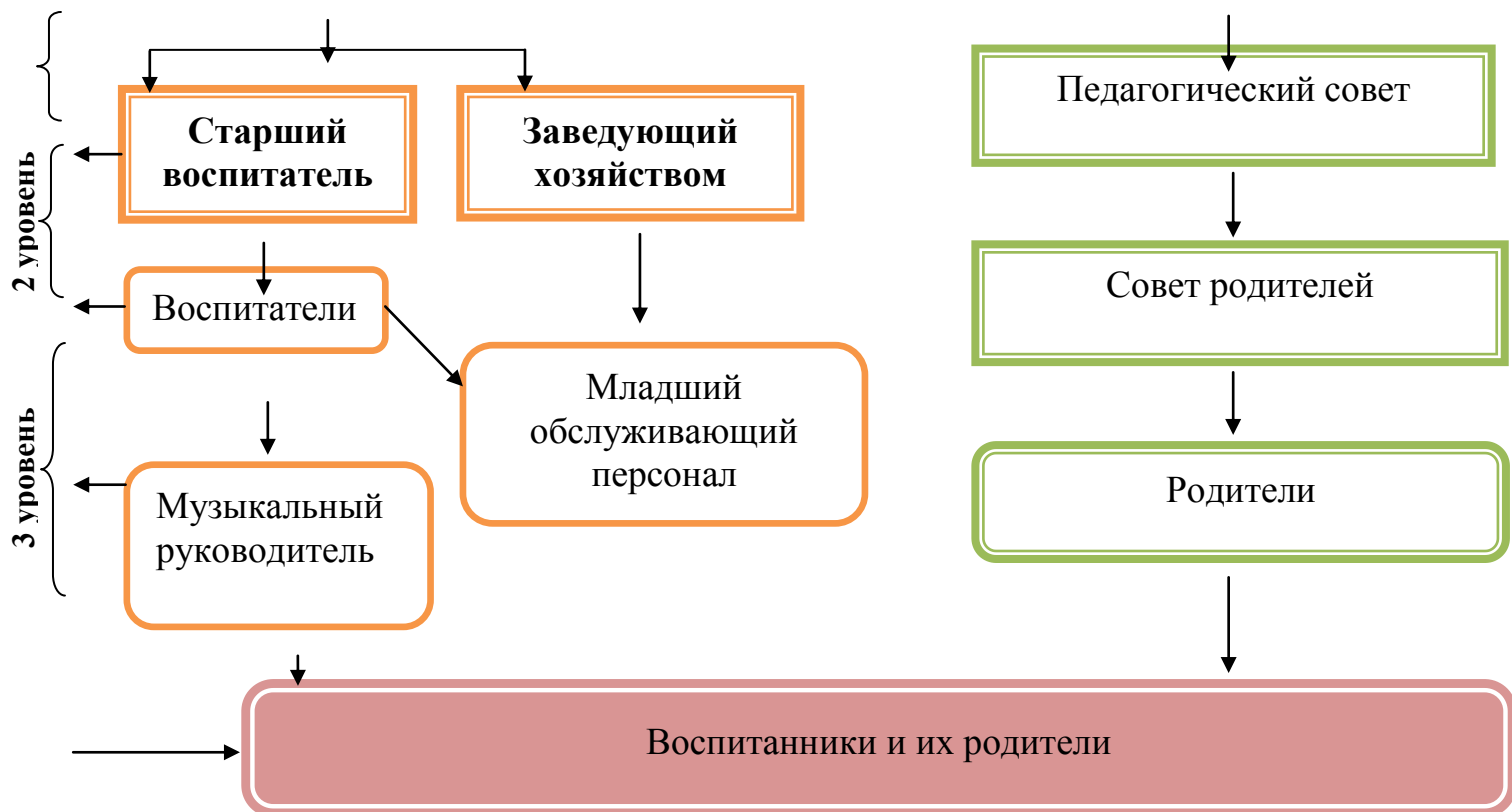 Педагогический совет
Старший
воспитатель
Заведующий
хозяйством
2 уровень
Совет родителей
Воспитатели
Младший
обслуживающий
персонал
3 уровень
Музыкальный
руководитель
Родители
Воспитанники и их родители